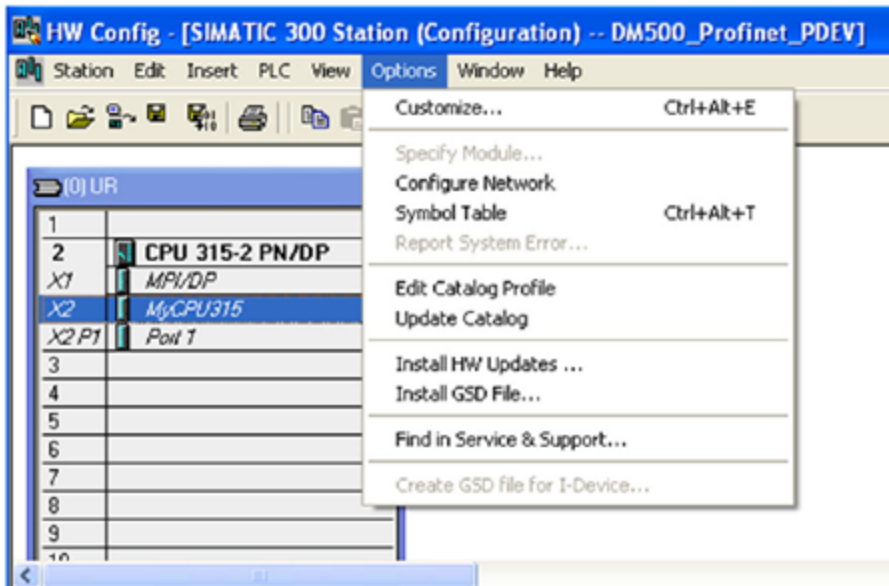 HW Config - [SIMATIC 300 Station (Configuration) -- DM500_Profinet_PDEV]
Station Edit Insert PLC View Options Window Help
Customize... Ctrl+Alt+E
Specify Module...
Configure Network
Symbol Table Ctrl+Alt+T
Report System Error...
Edit Catalog Profile
Update Catalog
Install HW Updates ...
Install GSD File...
Find in Service & Support...
Create GSD file for I-Device...
(0) UR
1
2 CPU 315-2 PN/DP
X1 MPI/DP
X2 MyCPU315
X2 P1 Port 1
3
4
5
6
7
8
9
10